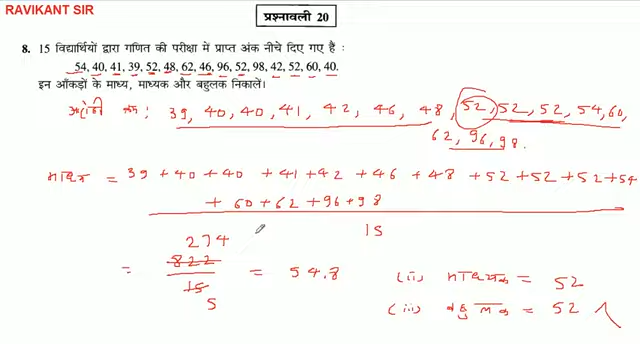 RAVIKANT SIR
प्रश्नावली 20
8. 15 विद्यार्थियों द्वारा गणित की परीक्षा में प्राप्त अंक नीचे दिए गए हैं :
54, 40, 41, 39, 52, 48, 62, 46, 96, 52, 98, 42, 52, 60, 40.
इन आँकड़ों के माध्य, माध्यक और बहुलक निकालें।
आरोही क्रम : 39, 40, 40, 41, 42, 46, 48, 52, 52, 52, 54, 60,
62, 96, 98.
माध्य = 39 + 40 + 40 + 41 + 42 + 46 + 48 + 52 + 52 + 52 + 54
+ 60 + 62 + 96 + 98
15
274
= 822 = 54.8 (ii) माध्यक = 52
15
5 (iii) बहुलक = 52